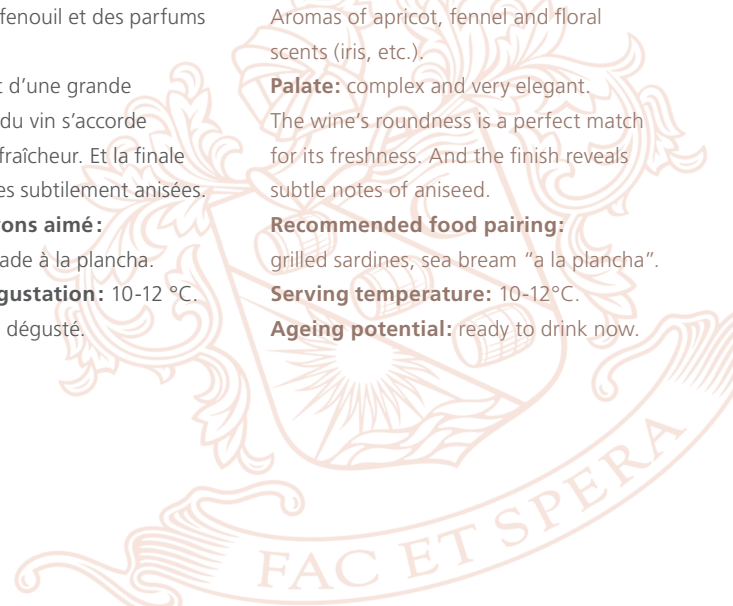 fenouil et des parfums
t d’une grande
du vin s’accorde
fraîcheur. Et la finale
es subtilement anisées.
ons aimé :
ade à la plancha.
gustation : 10-12 °C.
dégusté.
Aromas of apricot, fennel and floral
scents (iris, etc.).
Palate: complex and very elegant.
The wine’s roundness is a perfect match
for its freshness. And the finish reveals
subtle notes of aniseed.
Recommended food pairing:
grilled sardines, sea bream “a la plancha”.
Serving temperature: 10-12°C.
Ageing potential: ready to drink now.
FAC ET SPERA